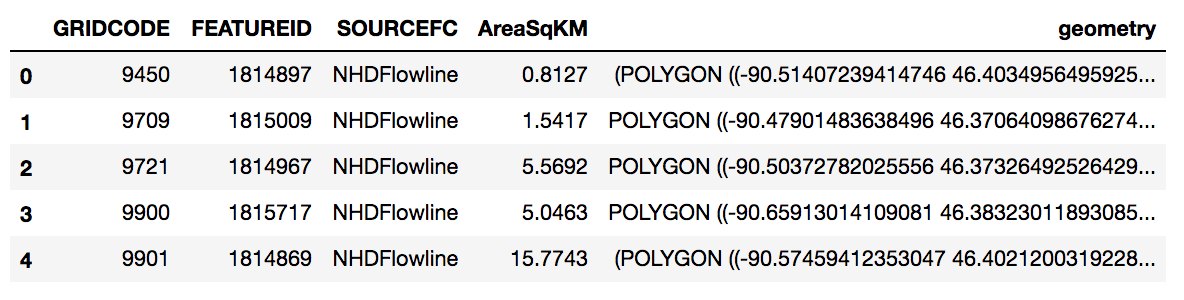 GRIDCODE FEATUREID SOURCEFC AreaSqKM geometry
0 9450 1814897 NHDFlowline 0.8127 (POLYGON ((-90.51407239414746 46.4034956495925...
1 9709 1815009 NHDFlowline 1.5417 POLYGON ((-90.47901483638496 46.37064098676274...
2 9721 1814967 NHDFlowline 5.5692 POLYGON ((-90.50372782025556 46.37326492526429...
3 9900 1815717 NHDFlowline 5.0463 POLYGON ((-90.65913014109081 46.38323011893085...
4 9901 1814869 NHDFlowline 15.7743 (POLYGON ((-90.57459412353047 46.4021200319228...